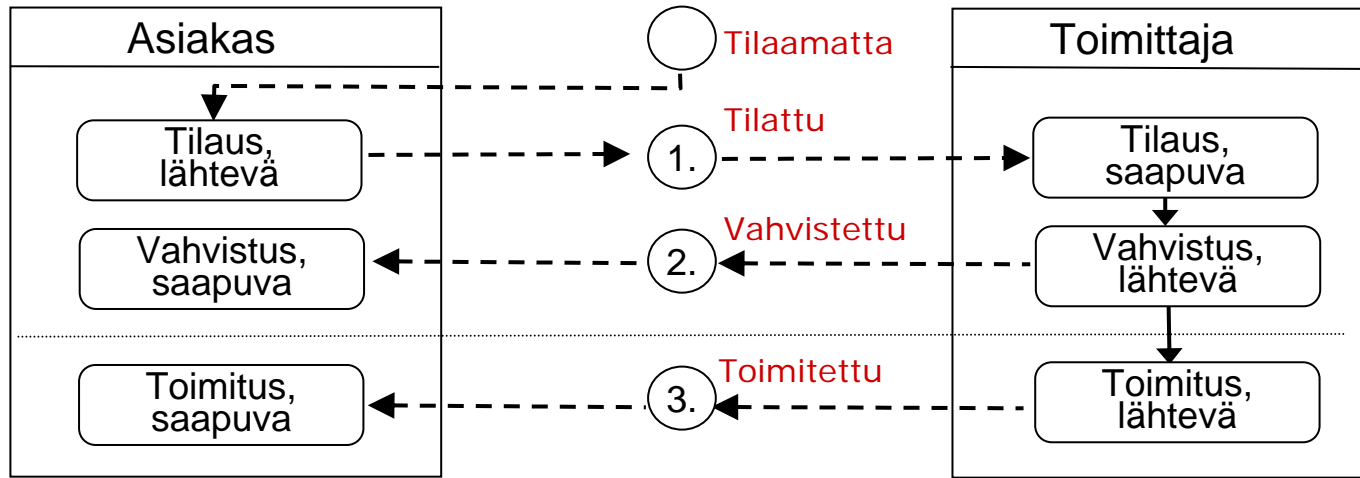 Asiakas
Tilaamatta
Toimittaja
Tilaus,
lähtevä
Tilattu
1.
Tilaus,
saapuva
Vahvistus,
saapuva
Vahvistettu
2.
Vahvistus,
lähtevä
Toimitus,
saapuva
Toimitettu
3.
Toimitus,
lähtevä